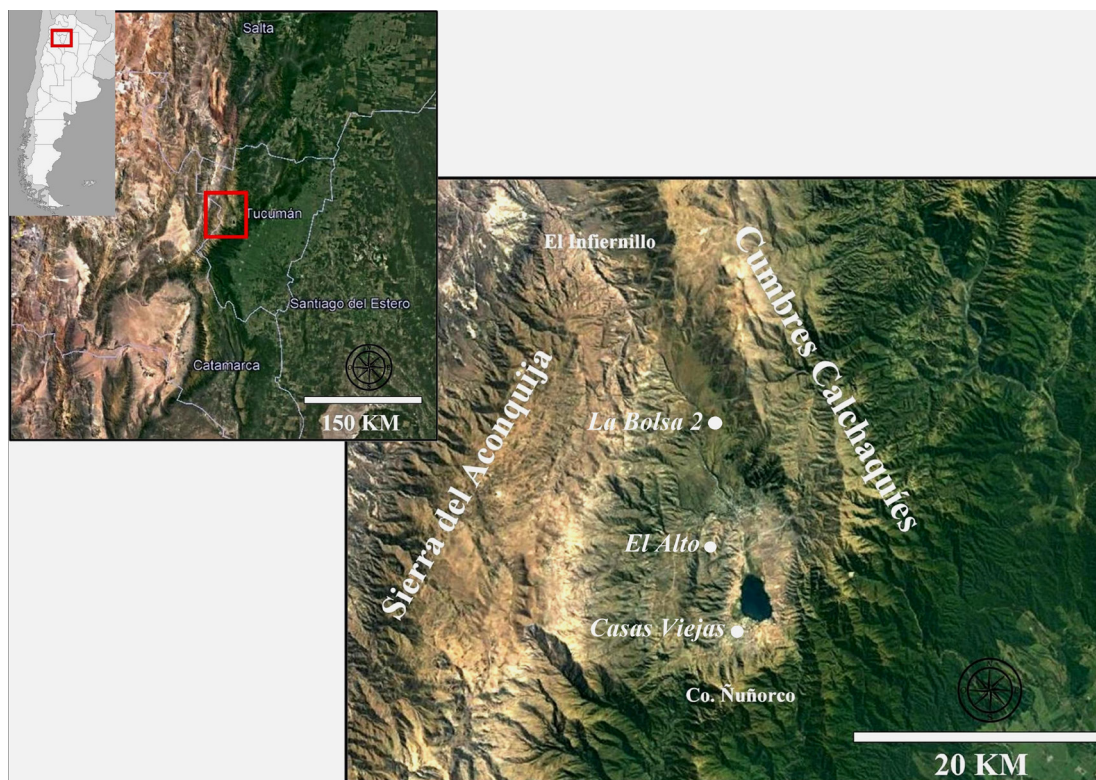 Salta
Tucumán
Santiago del Estero
Catamarca
150 KM
El Infiernillo
Cumbres Calchaquíes
Sierra del Aconquija
La Bolsa 2
El Alto
Casas Viejas
Co. Ñuñorco
20 KM